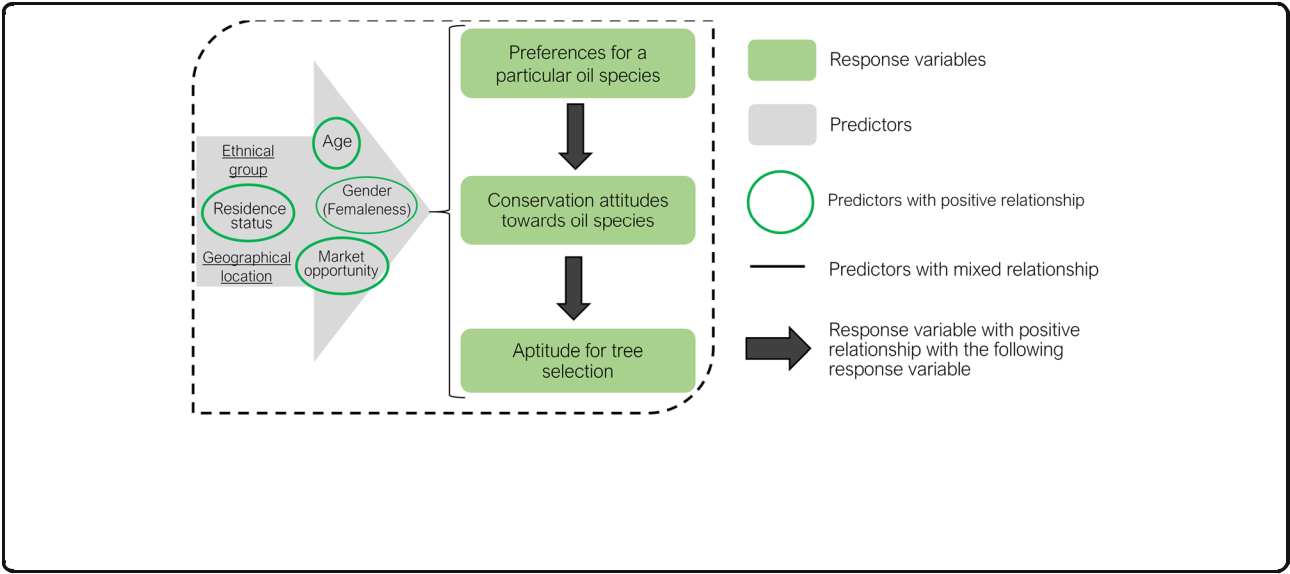 Preferences for a
particular oil species
Age
Ethnical
group
Gender
(Femaleness)
Residence
status
Geographical
location
Market
opportunity
Conservation attitudes
towards oil species
Aptitude for tree
selection
Response variables
Predictors
Predictors with positive relationship
Predictors with mixed relationship
Response variable with positive
relationship with the following
response variable